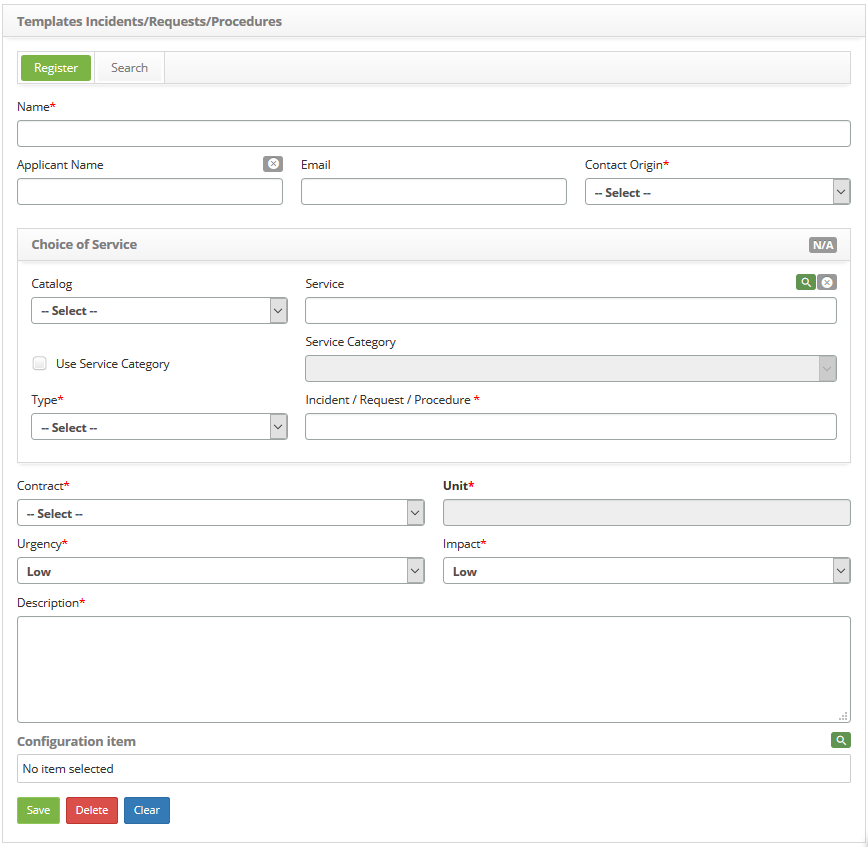 Templates Incidents/Requests/Procedures
Register Search
Name*
Applicant Name Email Contact Origin*
-- Select --
Choice of Service N/A
Catalog Service
-- Select --
Service Category
Use Service Category
Type* Incident / Request / Procedure *
-- Select --
Contract* Unit*
-- Select --
Urgency* Impact*
Low Low
Description*
Configuration item
No item selected
Save Delete Clear